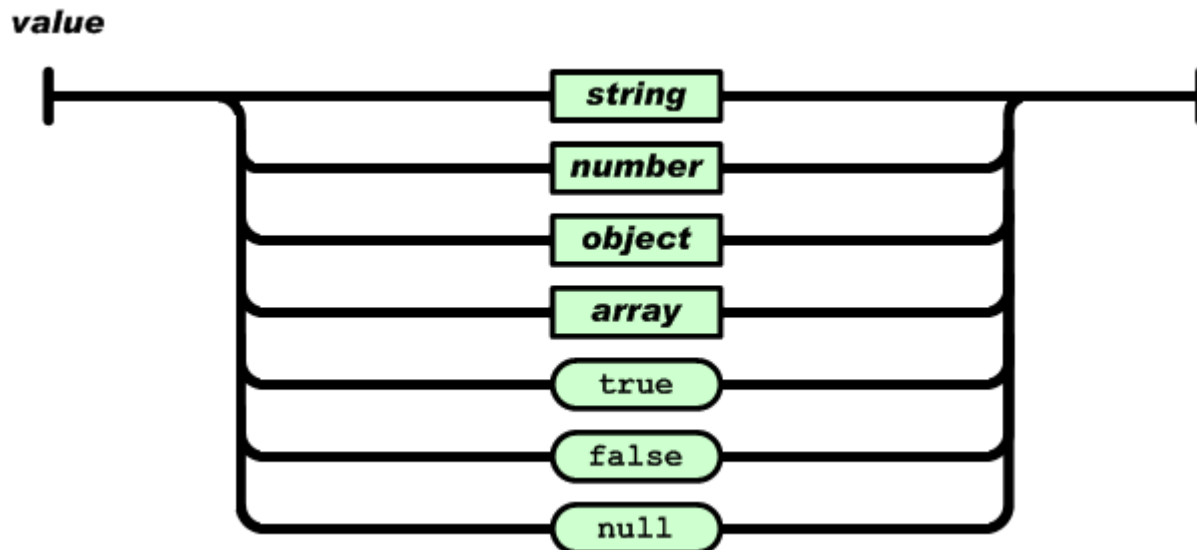 value
string
number
object
array
true
false
null